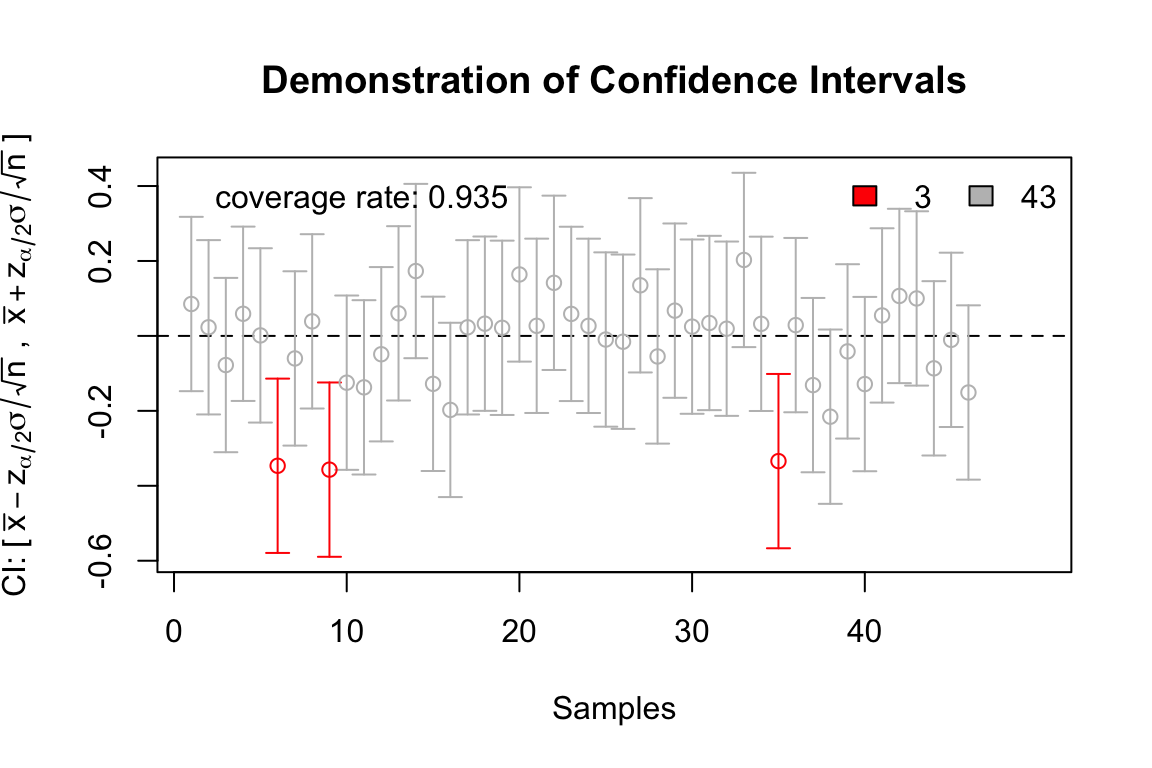 Demonstration of Confidence Intervals
CI: [ x̅ − zα/2σ/√n , x̅ + zα/2σ/√n ]
coverage rate: 0.935
3
43
0.4
0.2
-0.2
-0.6
0
10
20
30
40
Samples